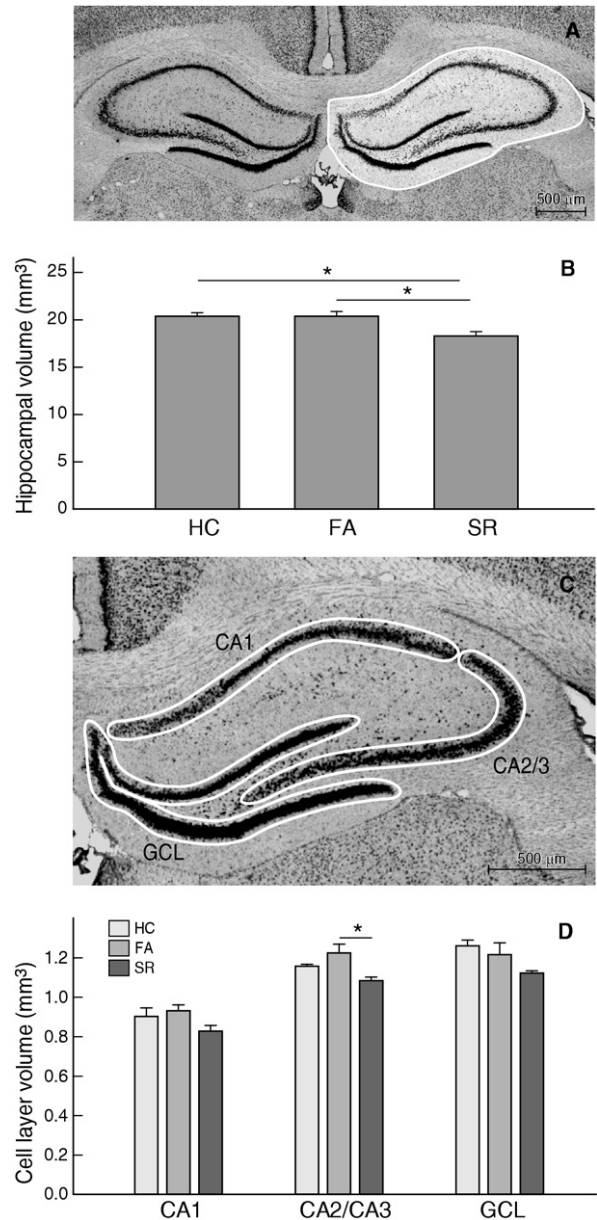 A
500 µm
B
Hippocampal volume (mm³)
25
20
15
10
5
0
*
*
HC FA SR
C
CA1
CA2/3
GCL
500 µm
D
HC
FA
SR
*
Cell layer volume (mm³)
1.2
1.0
0.8
0.6
0.4
0.2
0.0
CA1 CA2/CA3 GCL